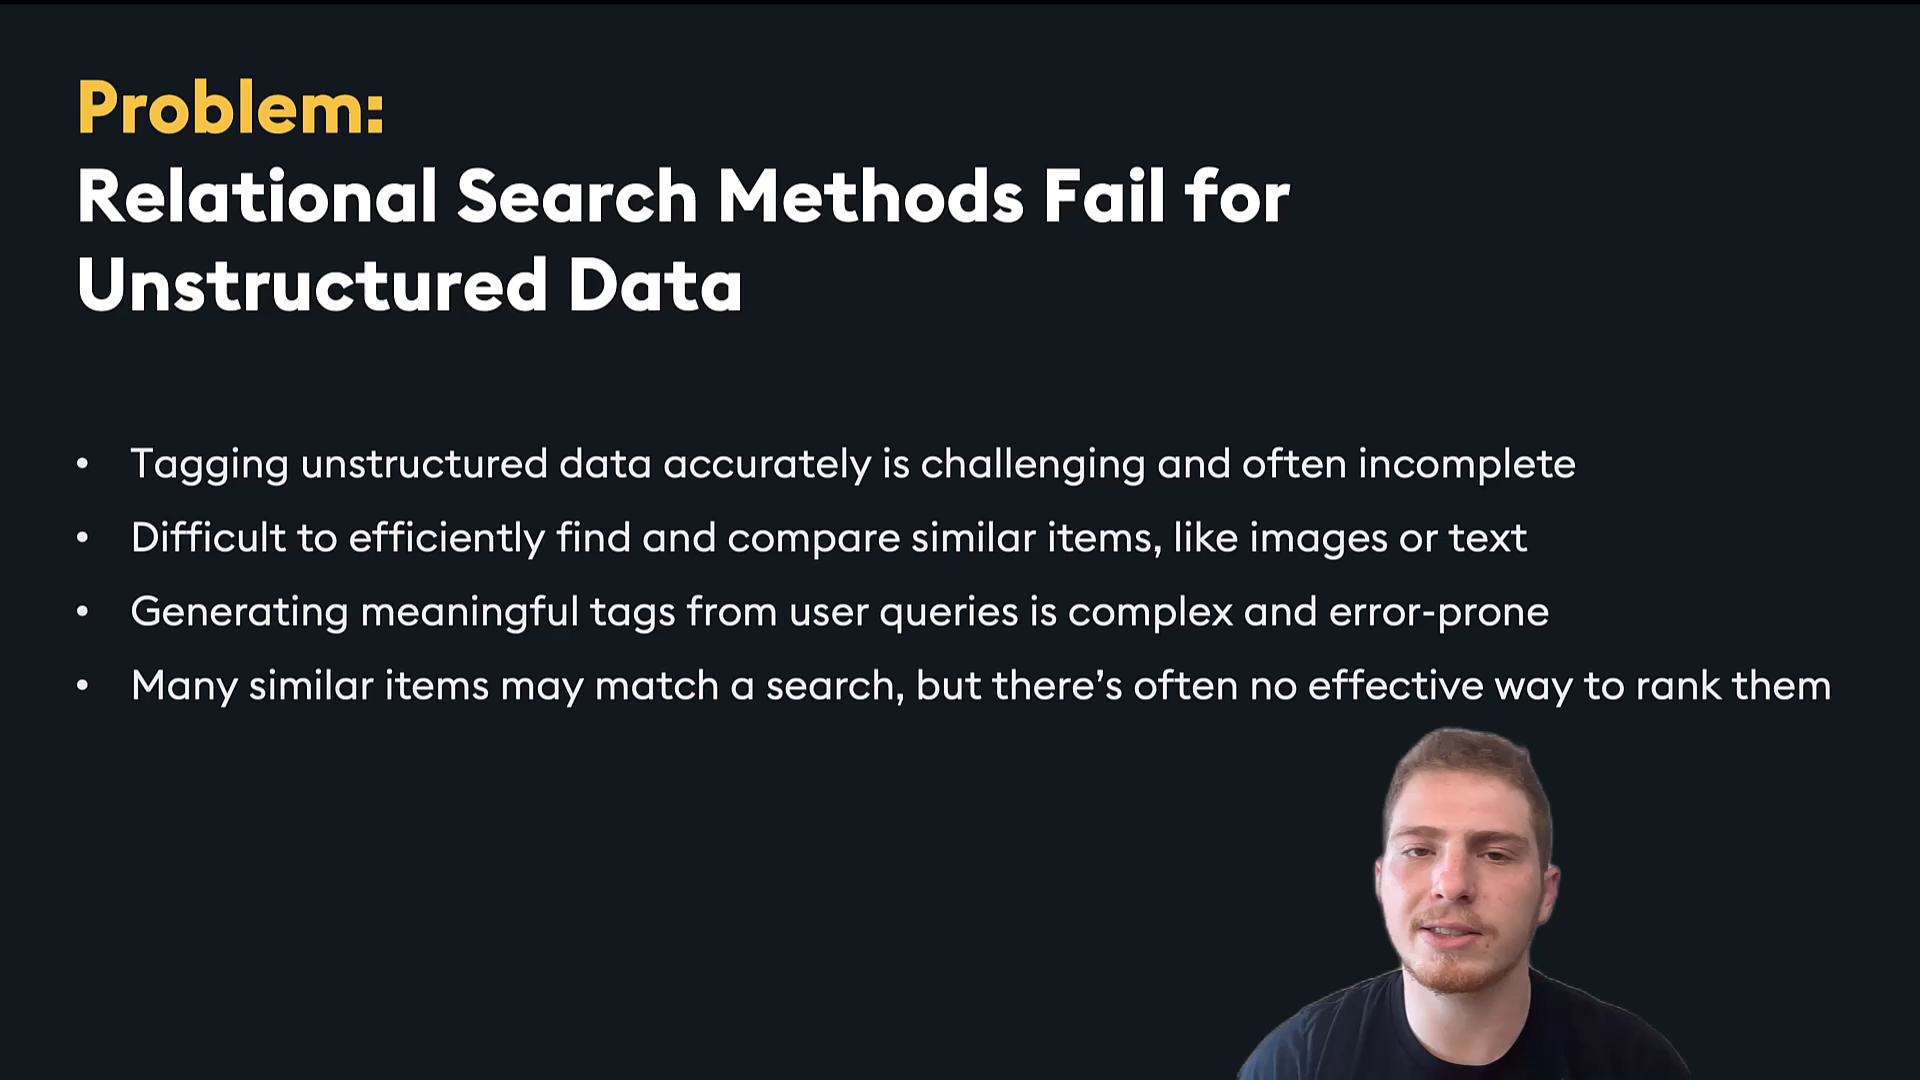 Problem:
Relational Search Methods Fail for
Unstructured Data
• Tagging unstructured data accurately is challenging and often incomplete
• Difficult to efficiently find and compare similar items, like images or text
• Generating meaningful tags from user queries is complex and error-prone
• Many similar items may match a search, but there’s often no effective way to rank them